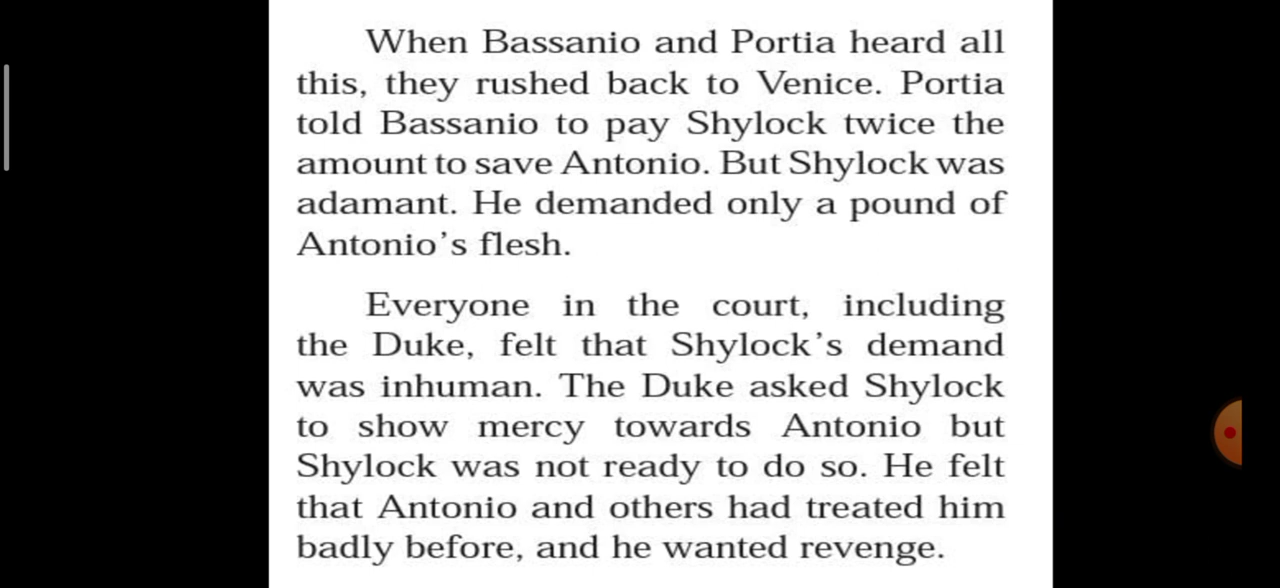 When Bassanio and Portia heard all
this, they rushed back to Venice. Portia
told Bassanio to pay Shylock twice the
amount to save Antonio. But Shylock was
adamant. He demanded only a pound of
Antonio’s flesh.
Everyone in the court, including
the Duke, felt that Shylock’s demand
was inhuman. The Duke asked Shylock
to show mercy towards Antonio but
Shylock was not ready to do so. He felt
that Antonio and others had treated him
badly before, and he wanted revenge.